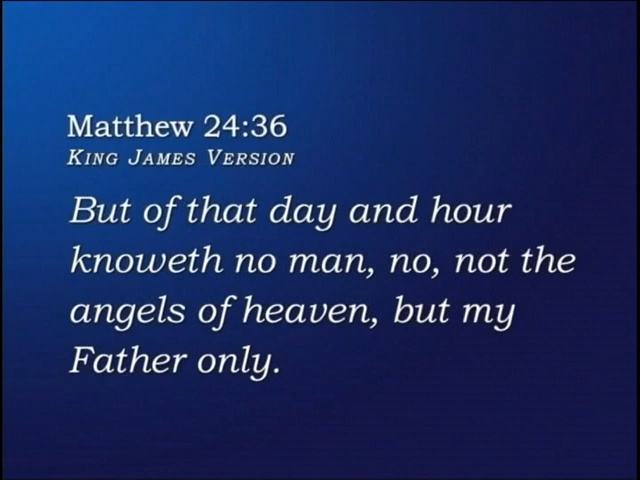 Matthew 24:36
King James Version
But of that day and hour
knoweth no man, no, not the
angels of heaven, but my
Father only.